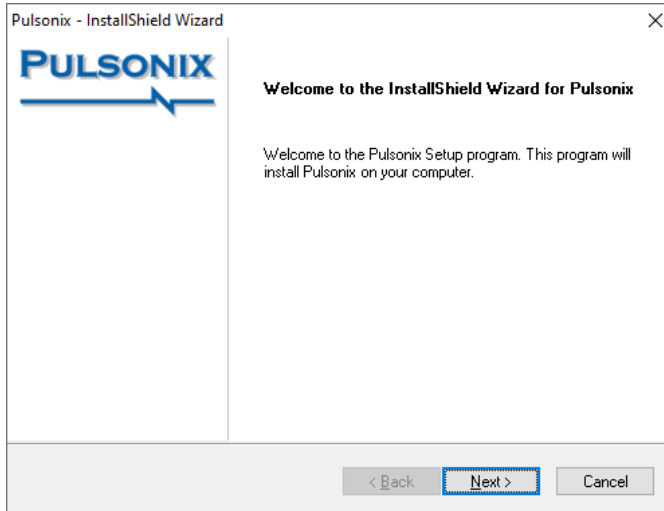 Pulsonix - InstallShield Wizard
PULSONIX
Welcome to the InstallShield Wizard for Pulsonix
Welcome to the Pulsonix Setup program. This program will
install Pulsonix on your computer.
< Back
Next >
Cancel